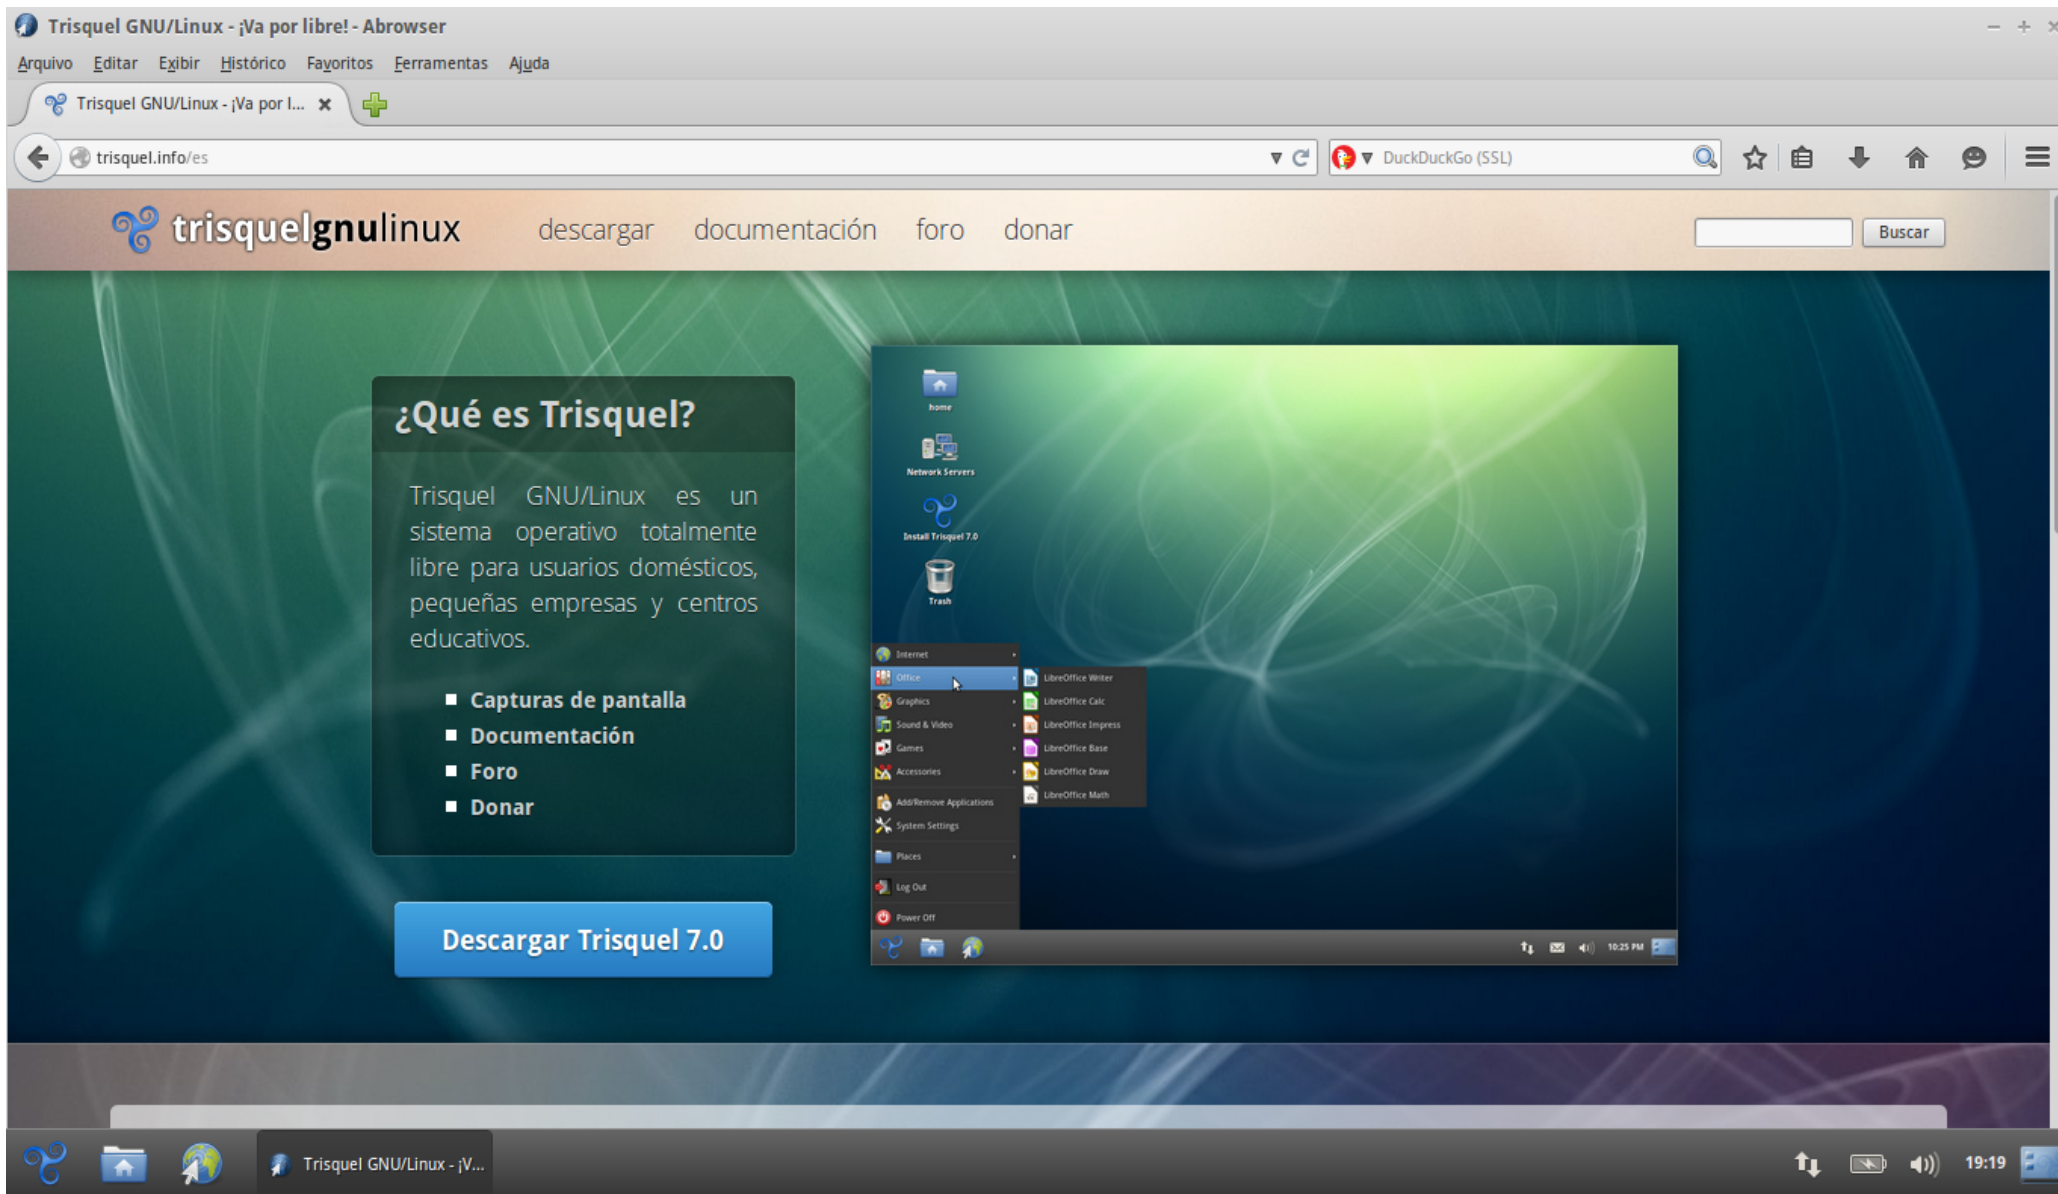 Trisquel GNU/Linux - ¡Va por libre! - Abrowser
Arquivo Editar Exibir Histórico Favoritos Ferramentas Ajuda
Trisquel GNU/Linux - ¡Va por l...
trisquel.info/es
DuckDuckGo (SSL)
trisquelgnulinux descargar documentación foro donar
Buscar
¿Qué es Trisquel?
Trisquel GNU/Linux es un
sistema operativo totalmente
libre para usuarios domésticos,
pequeñas empresas y centros
educativos.
Capturas de pantalla
Documentación
Foro
Donar
Descargar Trisquel 7.0
home
Network Servers
Install Trisquel 7.0
Trash
Internet
Office
Graphics
Sound & Video
Games
Accessories
Add/Remove Applications
System Settings
Places
Log Out
Power Off
LibreOffice Writer
LibreOffice Calc
LibreOffice Impress
LibreOffice Base
LibreOffice Draw
LibreOffice Math
10:25 PM
Trisquel GNU/Linux - ¡V...
19:19